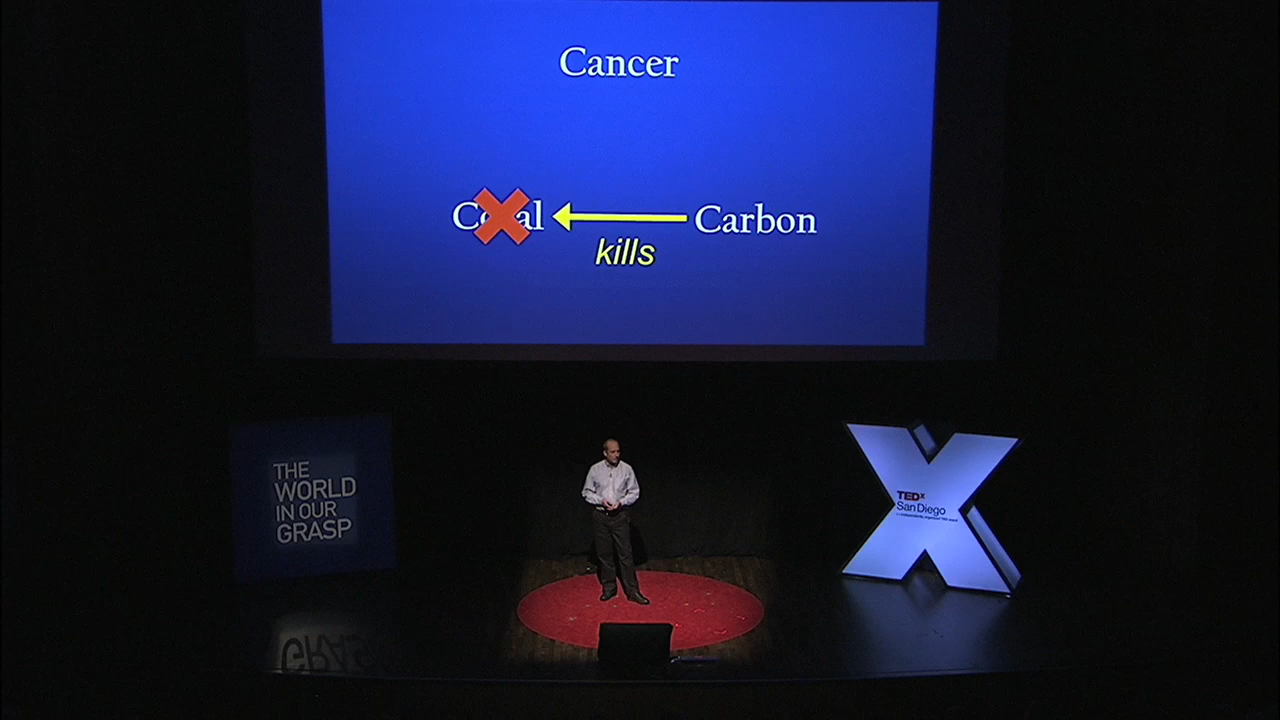 Cancer
Carbon
kills
THE
WORLD
IN OUR
GRASP
TEDx
San Diego